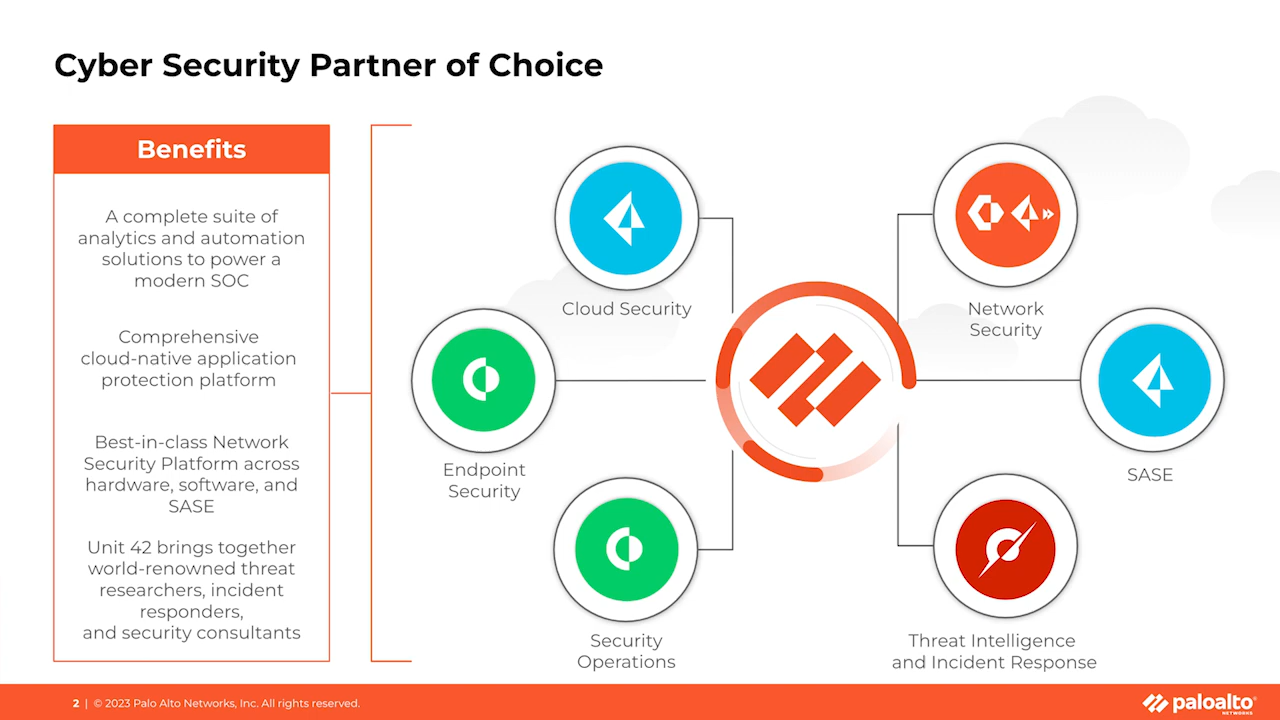 Cyber Security Partner of Choice
Benefits
A complete suite of
analytics and automation
solutions to power a
modern SOC
Comprehensive
cloud-native application
protection platform
Best-in-class Network
Security Platform across
hardware, software, and
SASE
Unit 42 brings together
world-renowned threat
researchers, incident
responders,
and security consultants
Cloud Security
Network
Security
Endpoint
Security
SASE
Security
Operations
Threat Intelligence
and Incident Response
2 | © 2023 Palo Alto Networks, Inc. All rights reserved.
paloalto®
NETWORKS